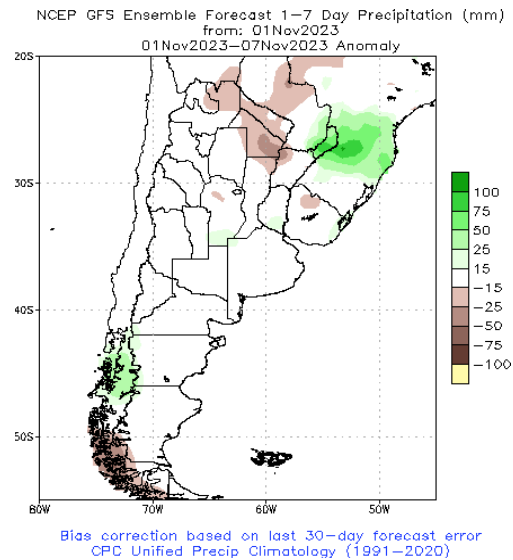 NCEP GFS Ensemble Forecast 1-7 Day Precipitation (mm)
from: 01Nov2023
01Nov2023-07Nov2023 Anomaly
20S
30S
40S
50S
80W
70W
60W
50W
100
75
50
25
15
-15
-25
-50
-75
-100
Bias correction based on last 30-day forecast error
CPC Unified Precip Climatology (1991-2020)